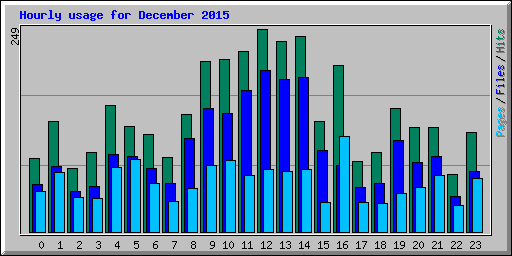 Hourly usage for December 2015
249
Pages / Files / Hits
0 1 2 3 4 5 6 7 8 9 10 11 12 13 14 15 16 17 18 19 20 21 22 23